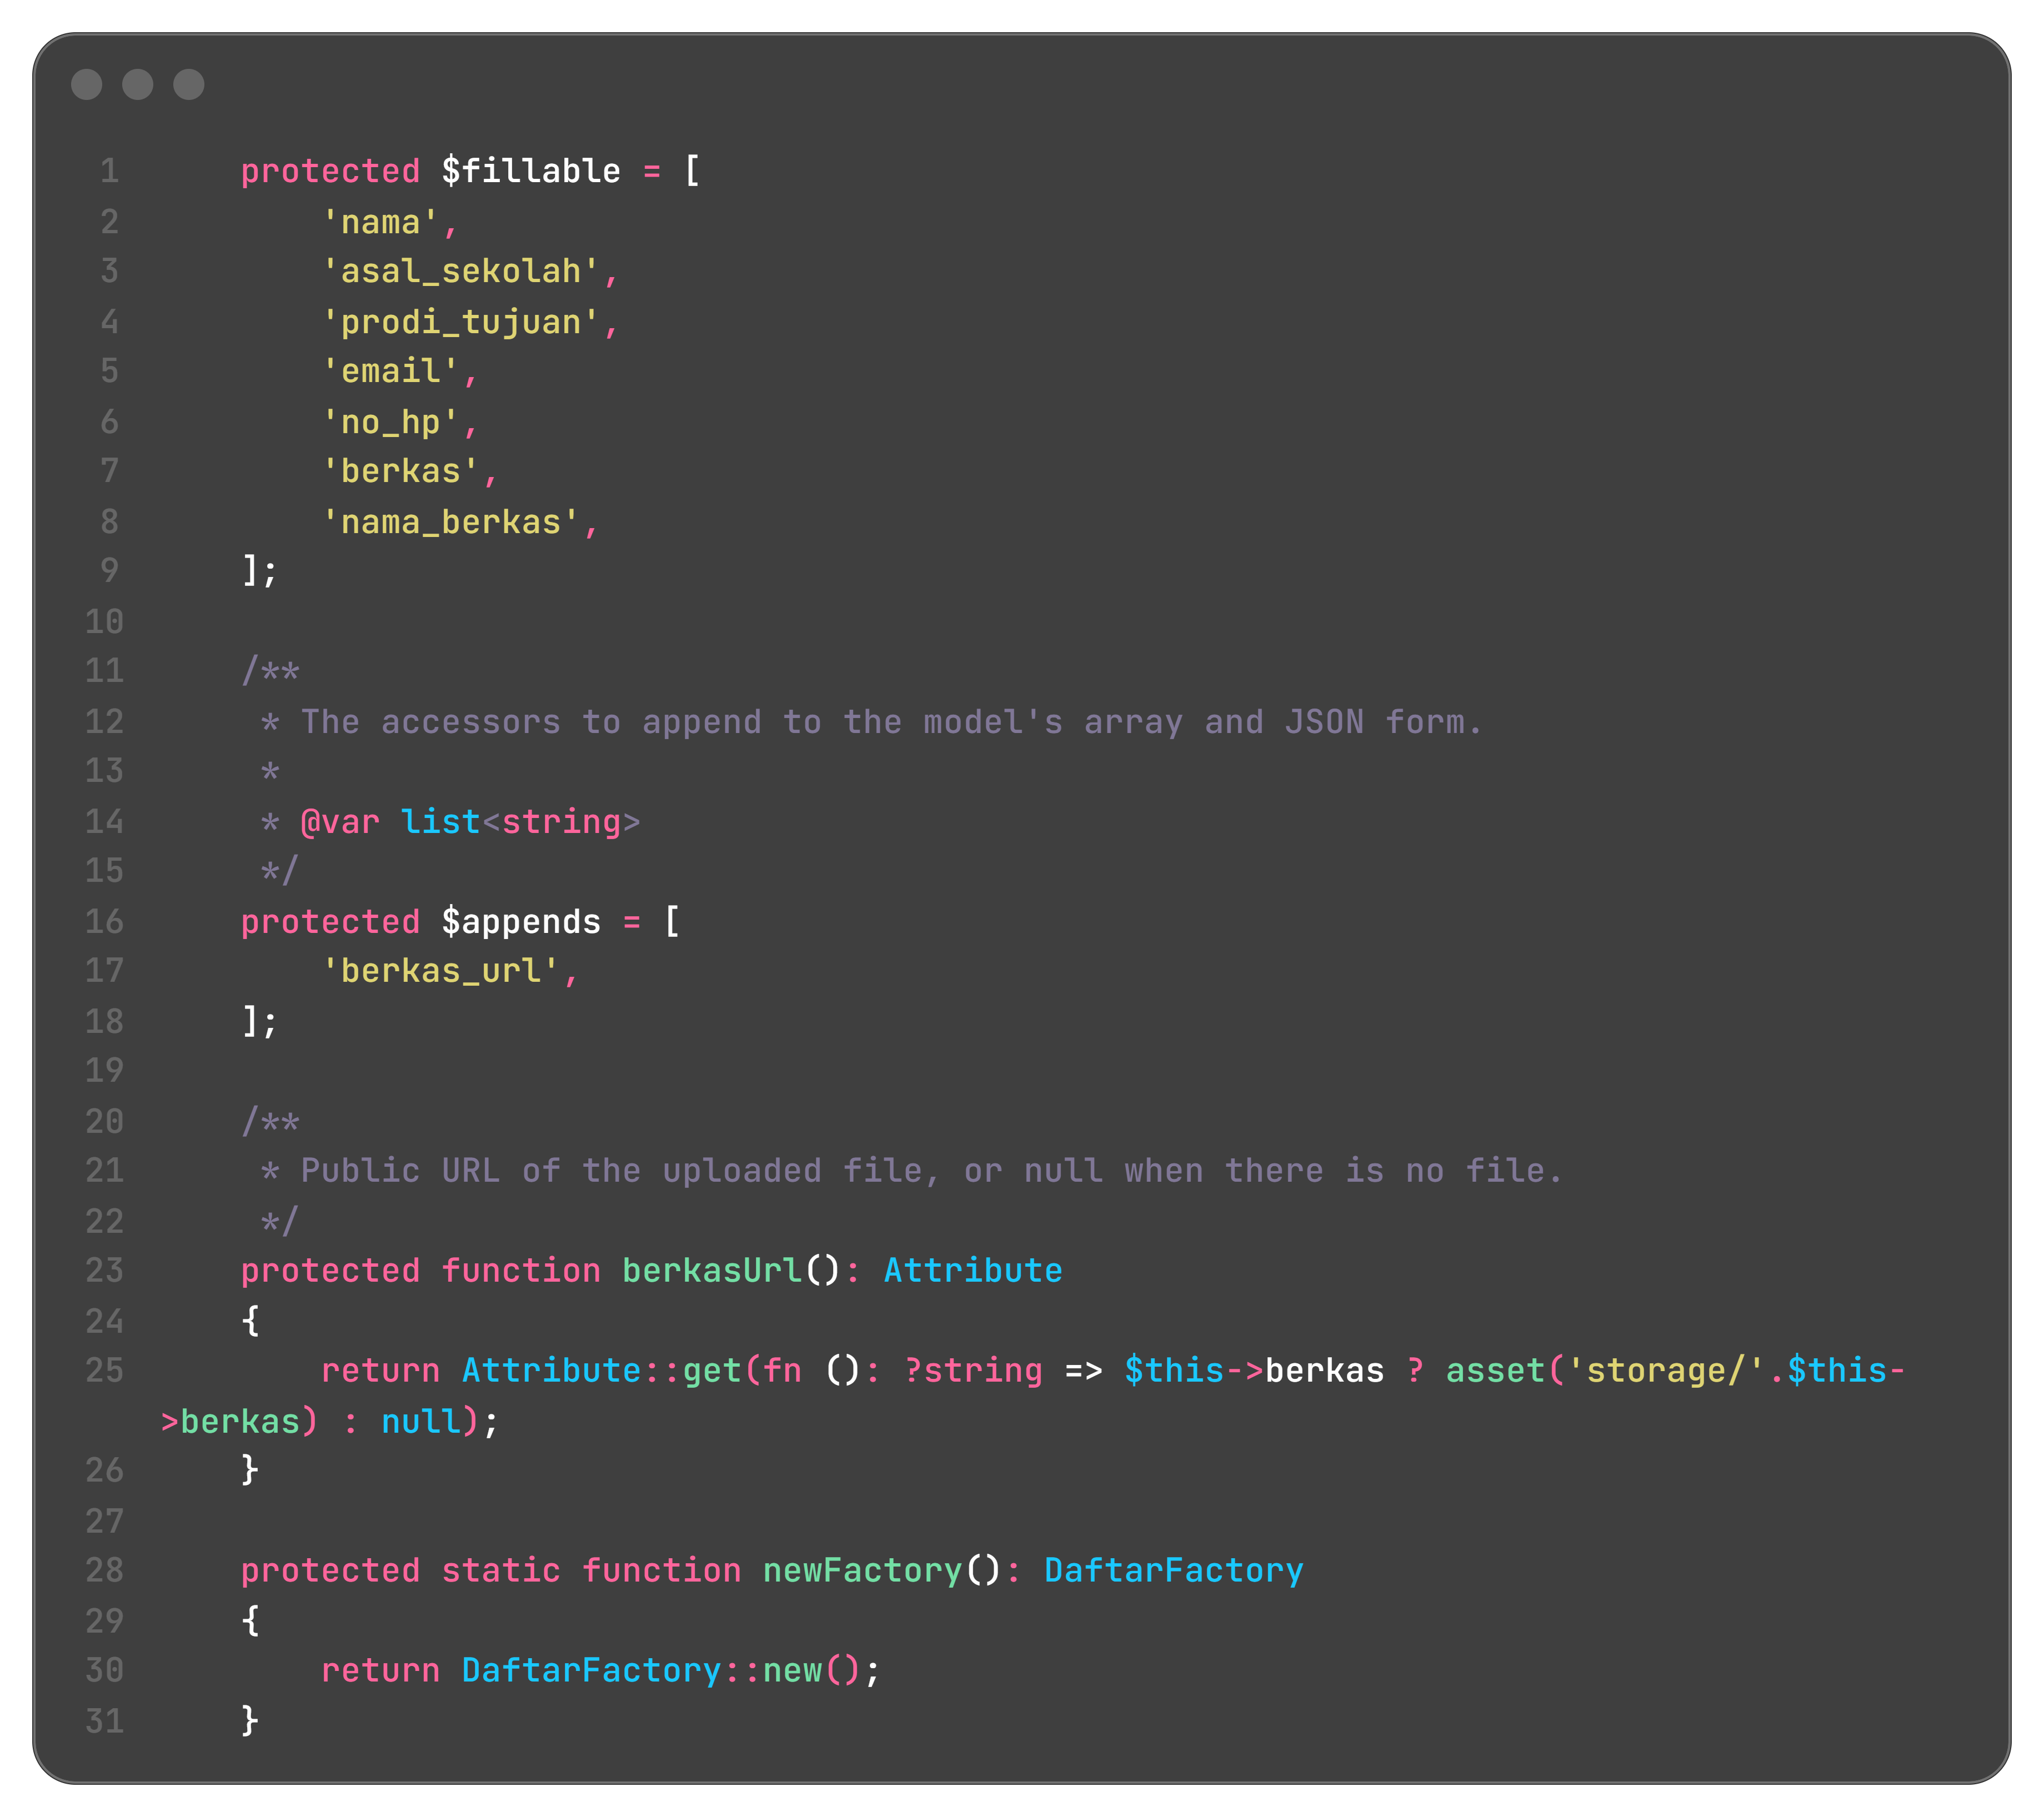 1 protected $fillable = [
2 'nama',
3 'asal_sekolah',
4 'prodi_tujuan',
5 'email',
6 'no_hp',
7 'berkas',
8 'nama_berkas',
9 ];
10
11 /**
12 * The accessors to append to the model's array and JSON form.
13 *
14 * @var list<string>
15 */
16 protected $appends = [
17 'berkas_url',
18 ];
19
20 /**
21 * Public URL of the uploaded file, or null when there is no file.
22 */
23 protected function berkasUrl(): Attribute
24 {
25 return Attribute::get(fn (): ?string => $this->berkas ? asset('storage/'.$this-
>berkas) : null);
26 }
27
28 protected static function newFactory(): DaftarFactory
29 {
30 return DaftarFactory::new();
31 }